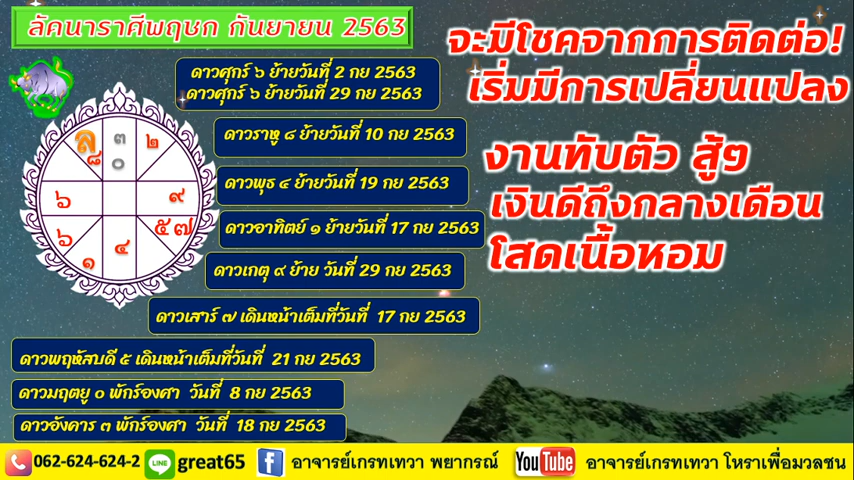 ลัคนาราศีพฤษก กันยายน 2563
จะมีโชคจากการติดต่อ!
เริ่มมีการเปลี่ยนแปลง
งานทับตัว สู้ๆ
เงินดีถึงกลางเดือน
โสดเนื้อหอม
ดาวศุกร์ ๖ ย้ายวันที่ 2 กย 2563
ดาวศุกร์ ๖ ย้ายวันที่ 29 กย 2563
ดาวราหู ๘ ย้ายวันที่ 10 กย 2563
ดาวพุธ ๔ ย้ายวันที่ 19 กย 2563
ดาวอาทิตย์ ๑ ย้ายวันที่ 17 กย 2563
ดาวเกตุ ๙ ย้าย วันที่ 29 กย 2563
ดาวเสาร์ ๗ เดินหน้าเต็มที่วันที่ 17 กย 2563
ดาวพฤหัสบดี ๕ เดินหน้าเต็มที่วันที่ 21 กย 2563
ดาวมฤตยู ๐ พักร์องศา วันที่ 8 กย 2563
ดาวอังคาร ๓ พักร์องศา วันที่ 18 กย 2563
ล ๓ ๒
๘ ๐
๖ ๙
๖ ๕ ๗
๑ ๔
062-624-624-2 LINE great65 f อาจารย์เกรทเทวา พยากรณ์ YouTube อาจารย์เกรทเทวา โหราเพื่อมวลชน